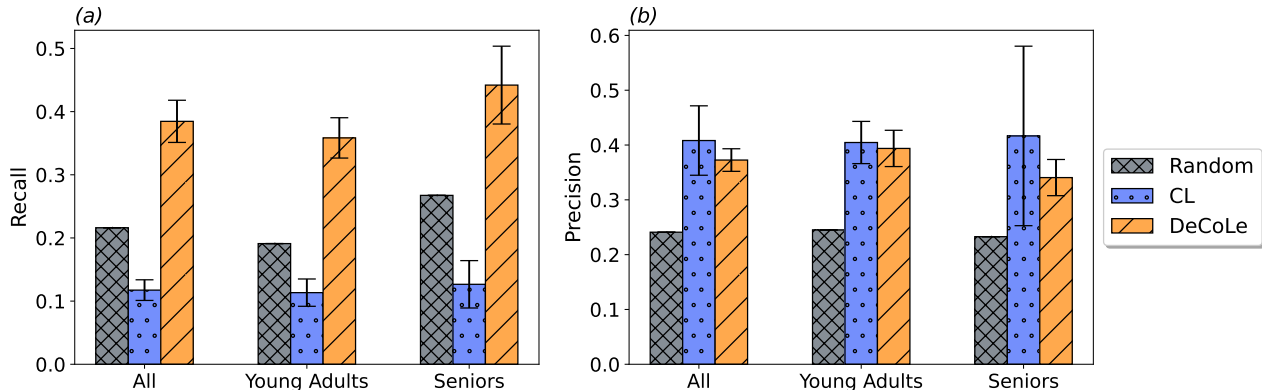 (a)
Recall
0.5
0.4
0.3
0.2
0.1
0.0
All Young Adults Seniors
(b)
Precision
0.6
0.5
0.4
0.3
0.2
0.1
0.0
All Young Adults Seniors
Random
CL
DeCoLe